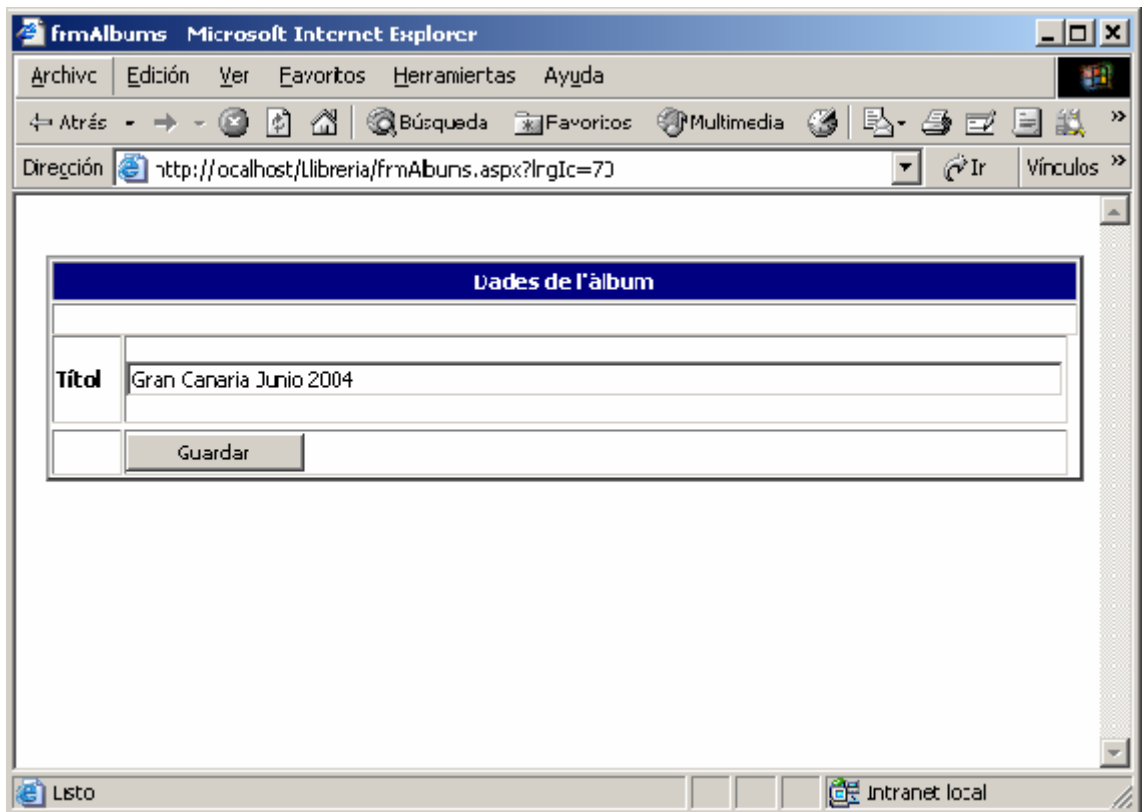 frmAlbums Microsoft Internet Explorer
Archivo Edición Ver Favoritos Herramientas Ayuda
Atrás Búsqueda Favoritos Multimedia »
Dirección http://localhost/Llibreria/frmAlbums.aspx?lngId=70 Ir Vínculos »
Dades de l'àlbum
Títol Gran Canaria Junio 2004
Guardar
Listo Intranet local